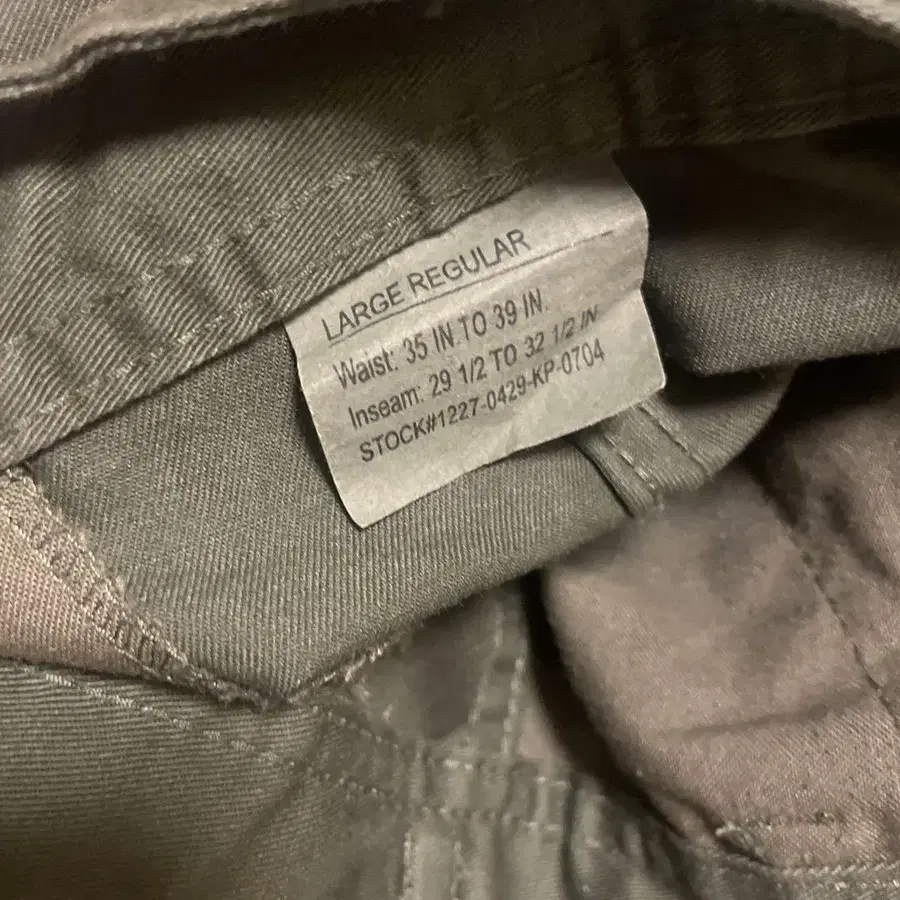 LARGE REGULAR
Waist: 35 IN.TO 39 IN.
Inseam: 29 1/2 TO 32 1/2 IN
STOCK#1227-0429-KP-0704